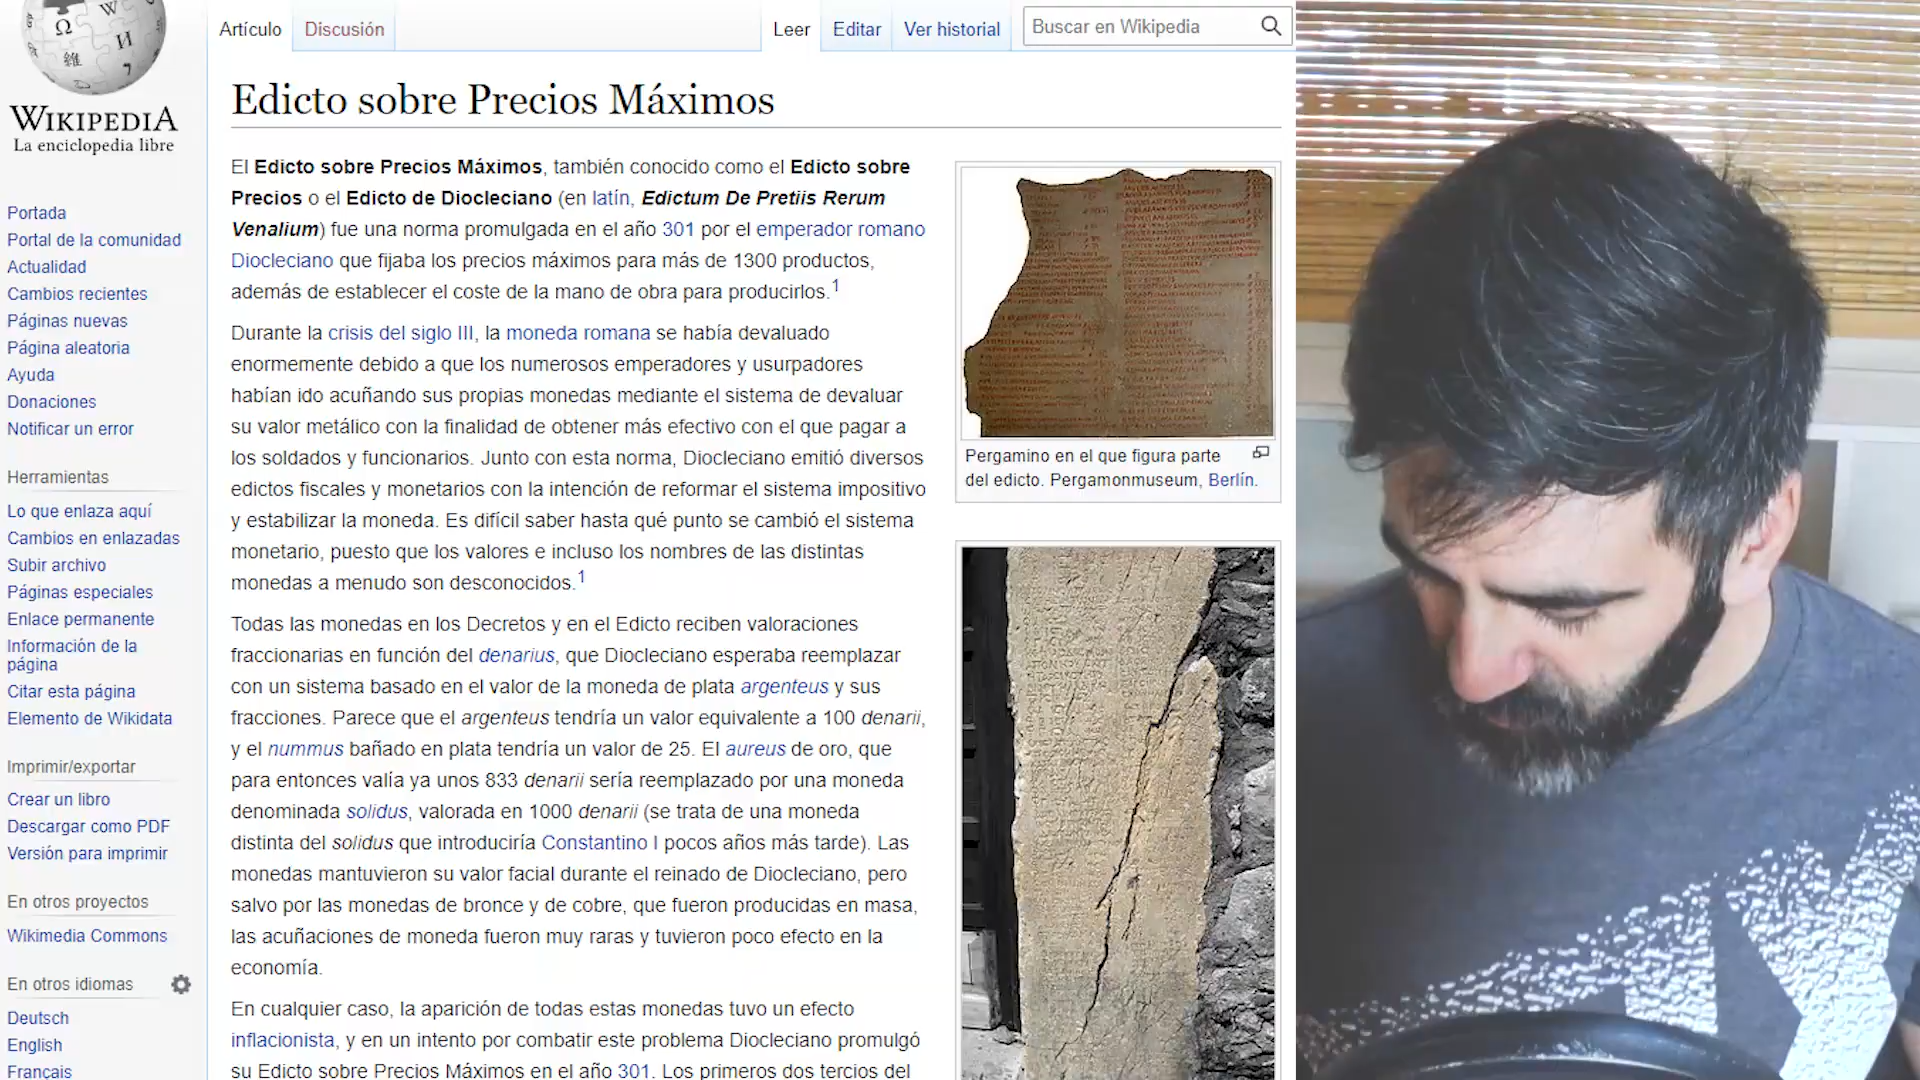 Artículo
Discusión
Leer
Editar
Ver historial
Buscar en Wikipedia
WIKIPEDIA
La enciclopedia libre
Portada
Portal de la comunidad
Actualidad
Cambios recientes
Páginas nuevas
Página aleatoria
Ayuda
Donaciones
Notificar un error
Herramientas
Lo que enlaza aquí
Cambios en enlazadas
Subir archivo
Páginas especiales
Enlace permanente
Información de la
página
Citar esta página
Elemento de Wikidata
Imprimir/exportar
Crear un libro
Descargar como PDF
Versión para imprimir
En otros proyectos
Wikimedia Commons
En otros idiomas
Deutsch
English
Français
Edicto sobre Precios Máximos
El Edicto sobre Precios Máximos, también conocido como el Edicto sobre
Precios o el Edicto de Diocleciano (en latín, Edictum De Pretiis Rerum
Venalium) fue una norma promulgada en el año 301 por el emperador romano
Diocleciano que fijaba los precios máximos para más de 1300 productos,
además de establecer el coste de la mano de obra para producirlos.1
Durante la crisis del siglo III, la moneda romana se había devaluado
enormemente debido a que los numerosos emperadores y usurpadores
habían ido acuñando sus propias monedas mediante el sistema de devaluar
su valor metálico con la finalidad de obtener más efectivo con el que pagar a
los soldados y funcionarios. Junto con esta norma, Diocleciano emitió diversos
edictos fiscales y monetarios con la intención de reformar el sistema impositivo
y estabilizar la moneda. Es difícil saber hasta qué punto se cambió el sistema
monetario, puesto que los valores e incluso los nombres de las distintas
monedas a menudo son desconocidos.1
Todas las monedas en los Decretos y en el Edicto reciben valoraciones
fraccionarias en función del denarius, que Diocleciano esperaba reemplazar
con un sistema basado en el valor de la moneda de plata argenteus y sus
fracciones. Parece que el argenteus tendría un valor equivalente a 100 denarii,
y el nummus bañado en plata tendría un valor de 25. El aureus de oro, que
para entonces valía ya unos 833 denarii sería reemplazado por una moneda
denominada solidus, valorada en 1000 denarii (se trata de una moneda
distinta del solidus que introduciría Constantino I pocos años más tarde). Las
monedas mantuvieron su valor facial durante el reinado de Diocleciano, pero
salvo por las monedas de bronce y de cobre, que fueron producidas en masa,
las acuñaciones de moneda fueron muy raras y tuvieron poco efecto en la
economía.
En cualquier caso, la aparición de todas estas monedas tuvo un efecto
inflacionista, y en un intento por combatir este problema Diocleciano promulgó
su Edicto sobre Precios Máximos en el año 301. Los primeros dos tercios del
Pergamino en el que figura parte
del edicto. Pergamonmuseum, Berlín.